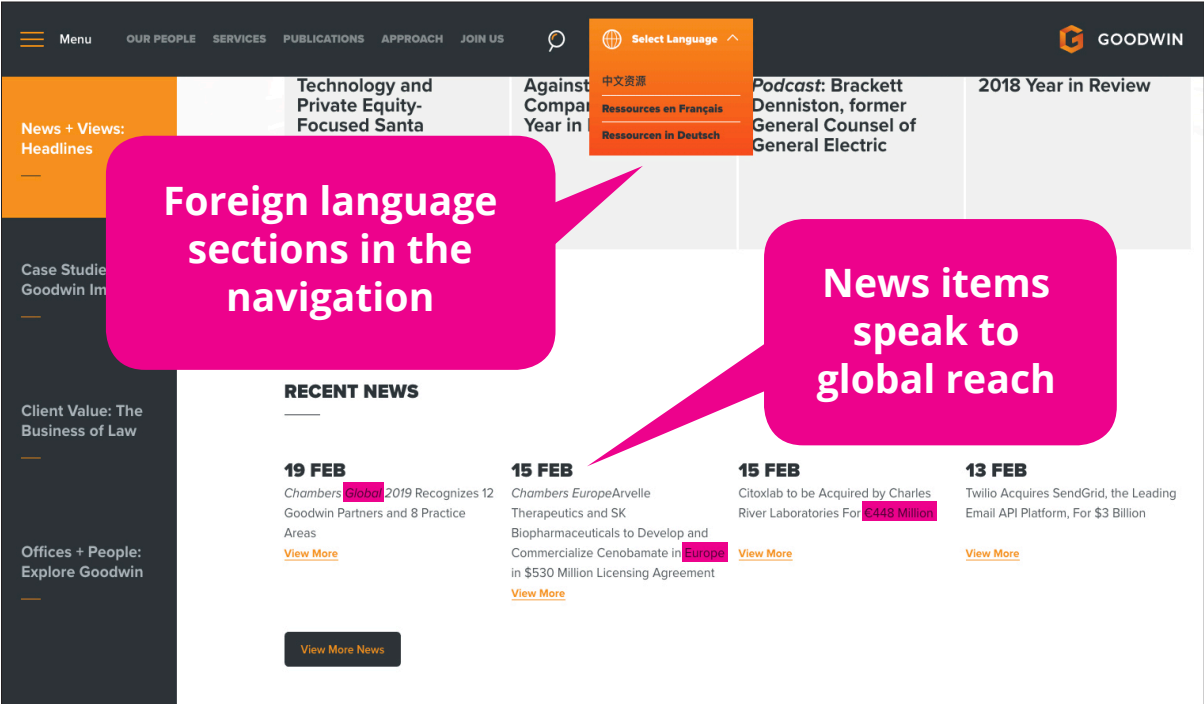 Menu
OUR PEOPLE
SERVICES
PUBLICATIONS
APPROACH
JOIN US
Select Language
GOODWIN
中文资源
Ressources en Français
Ressourcen in Deutsch
News + Views:
Headlines
Technology and
Private Equity-
Focused Santa
Against
Year in
Podcast: Brackett
Denniston, former
General Counsel of
General Electric
2018 Year in Review
Foreign language
sections in the
navigation
News items
speak to
global reach
Case Studie
Goodwin Im
Client Value: The
Business of Law
Offices + People:
Explore Goodwin
RECENT NEWS
19 FEB
Chambers Global 2019 Recognizes 12
Goodwin Partners and 8 Practice
Areas
View More
15 FEB
Chambers EuropeArvelle
Therapeutics and SK
Biopharmaceuticals to Develop and
Commercialize Cenobamate in Europe
in $530 Million Licensing Agreement
View More
15 FEB
Citoxlab to be Acquired by Charles
River Laboratories For €448 Million
View More
13 FEB
Twilio Acquires SendGrid, the Leading
Email API Platform, For $3 Billion
View More
View More News